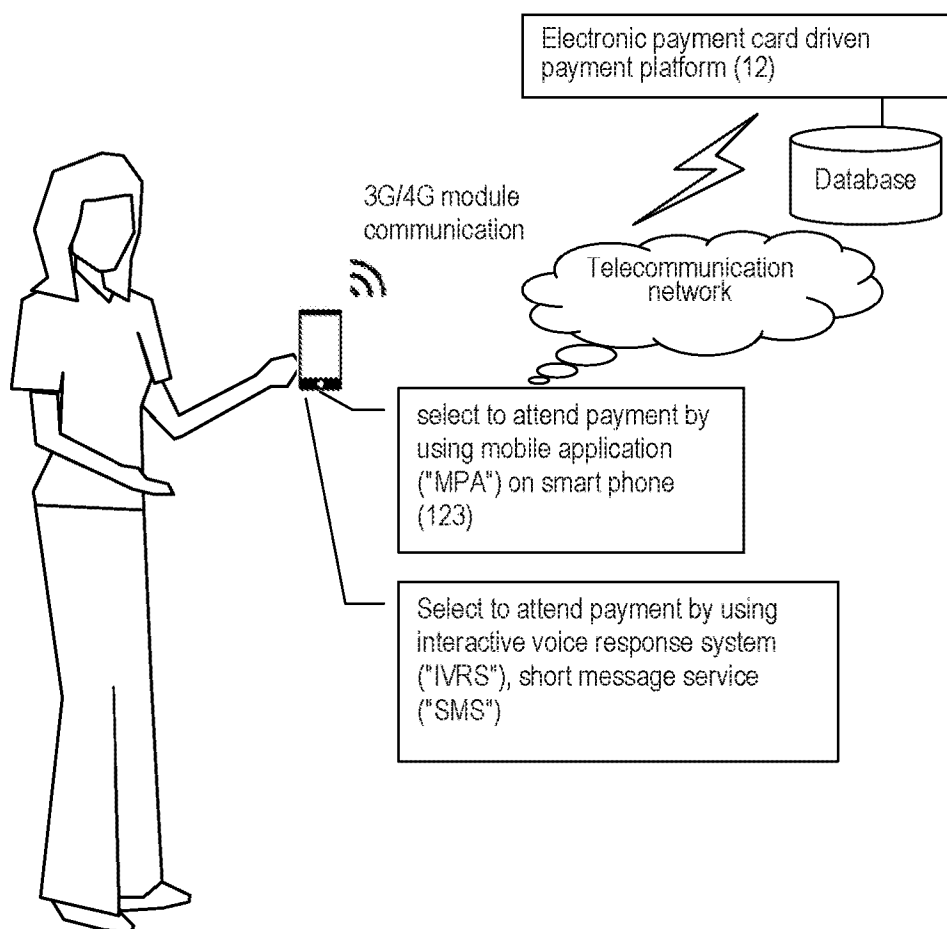 Electronic payment card driven
payment platform (12)
Database
3G/4G module
communication
Telecommunication
network
select to attend payment by
using mobile application
("MPA") on smart phone
(123)
Select to attend payment by using
interactive voice response system
("IVRS"), short message service
("SMS")